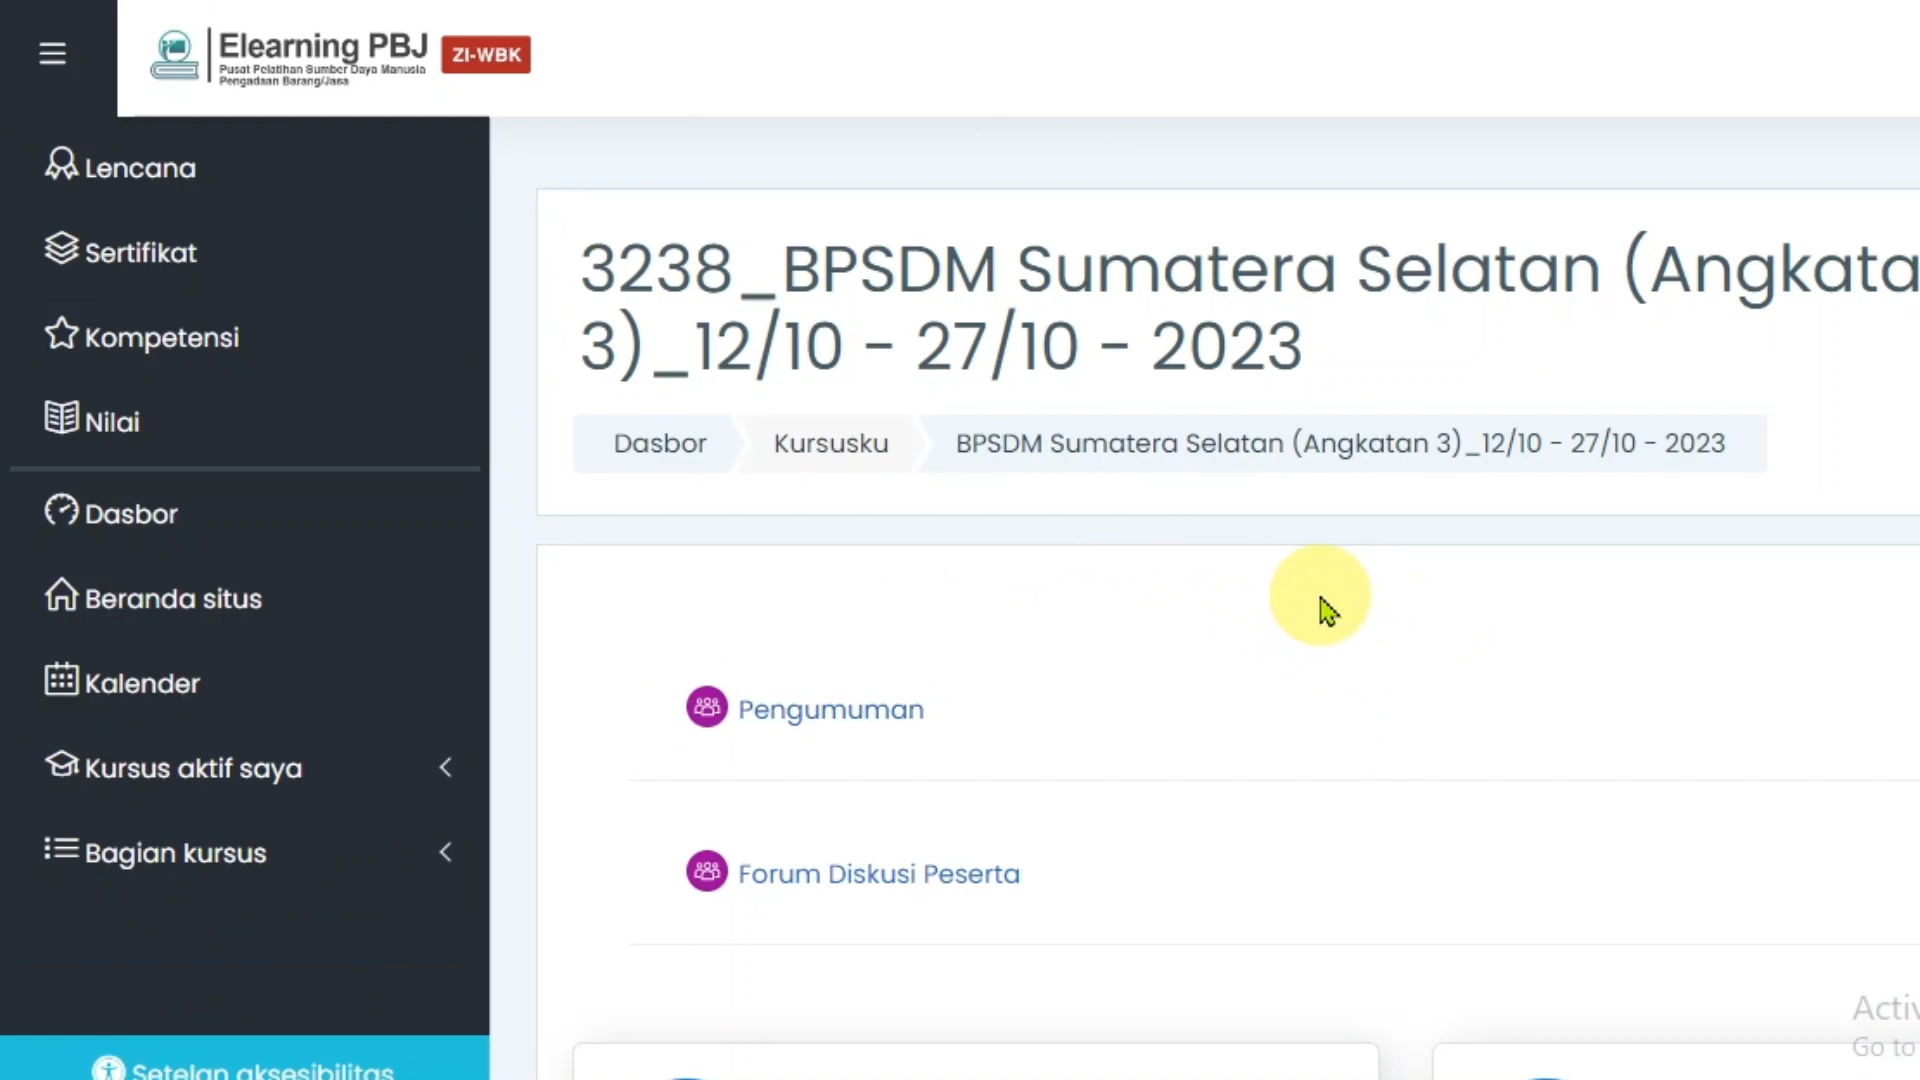 Elearning PBJ
Pusat Pelatihan Sumber Daya Manusia
Pengadaan Barang/Jasa
ZI-WBK
Lencana
Sertifikat
Kompetensi
Nilai
Dasbor
Beranda situs
Kalender
Kursus aktif saya
Bagian kursus
Setelan aksesibilitas
3238_BPSDM Sumatera Selatan (Angkata
3)_12/10 - 27/10 - 2023
Dasbor
Kursusku
BPSDM Sumatera Selatan (Angkatan 3)_12/10 - 27/10 - 2023
Pengumuman
Forum Diskusi Peserta
Activ
Go to